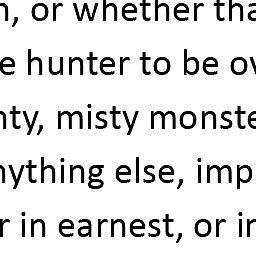 n, or whether tha
e hunter to be ov
nty, misty monste
nything else, imp
r in earnest, or in